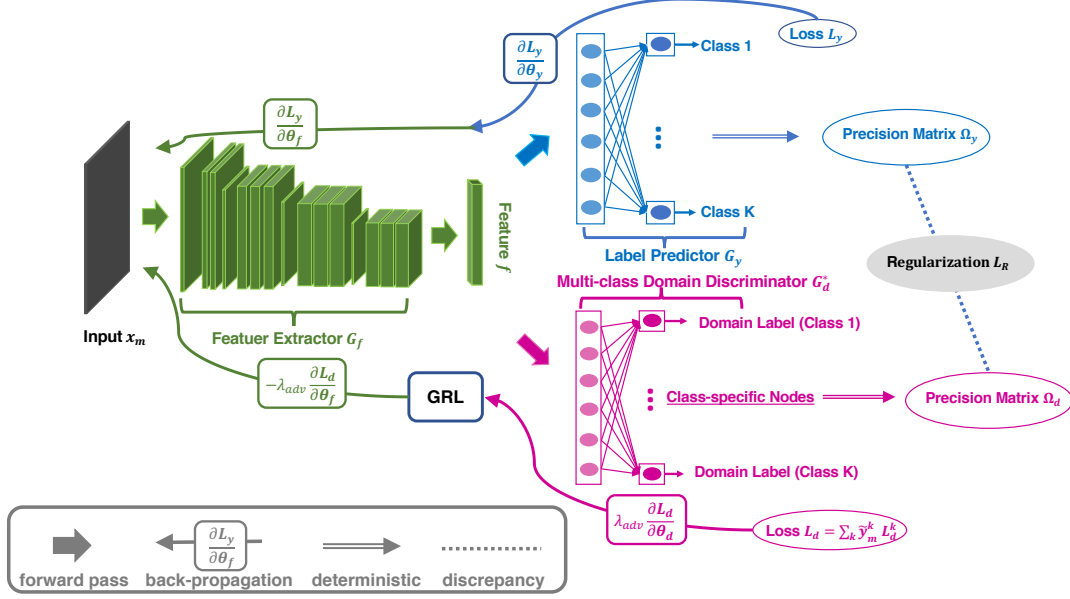 Loss L_y
∂L_y/∂θ_y
Class 1
∂L_y/∂θ_f
Precision Matrix Ω_y
Class K
Feature f
Label Predictor G_y
Regularization L_R
Multi-class Domain Discriminator G_d^*
Input x_m
Featuer Extractor G_f
Domain Label (Class 1)
−λ_adv ∂L_d/∂θ_f
GRL
Class-specific Nodes
Precision Matrix Ω_d
Domain Label (Class K)
λ_adv ∂L_d/∂θ_d
Loss L_d = ∑_k ỹ_m^k L_d^k
∂L_y/∂θ_f
forward pass
back-propagation
deterministic
discrepancy